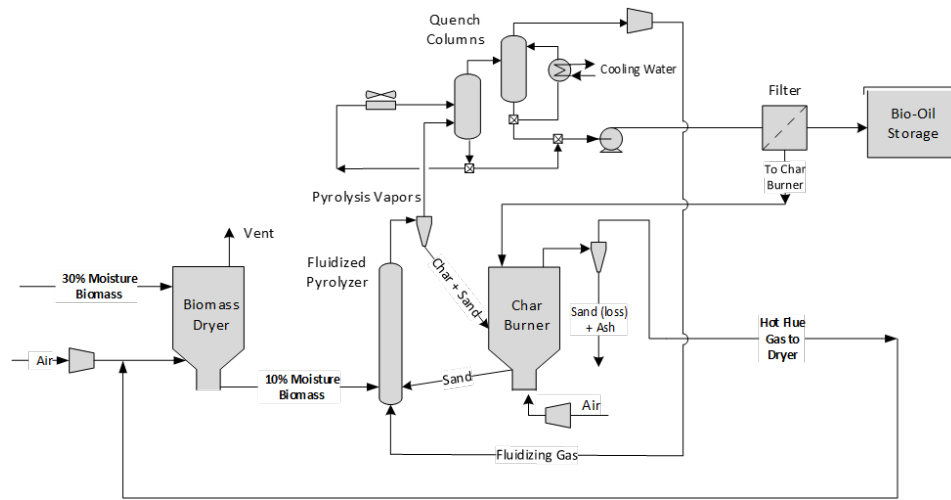 Quench
Columns
Cooling Water
Filter
Bio-Oil
Storage
To Char
Burner
Pyrolysis Vapors
Vent
Fluidized
Pyrolyzer
Char + Sand
30% Moisture
Biomass
Biomass
Dryer
Char
Burner
Sand (loss)
+ Ash
Hot Flue
Gas to
Dryer
Air
10% Moisture
Biomass
Sand
Air
Fluidizing Gas